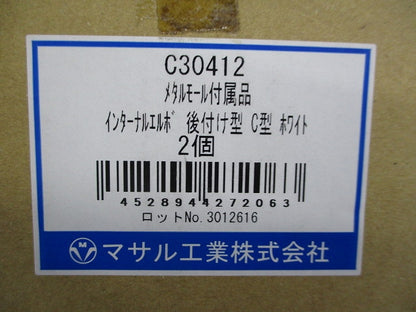 C30412
ﾒﾀﾙﾓｰﾙ付属品
ｲﾝﾀｰﾅﾙｴﾙﾎﾞ 後付け型 C型 ﾎﾜｲﾄ
2個
4528944272063
ロットNo.3012616
M マサル工業株式会社